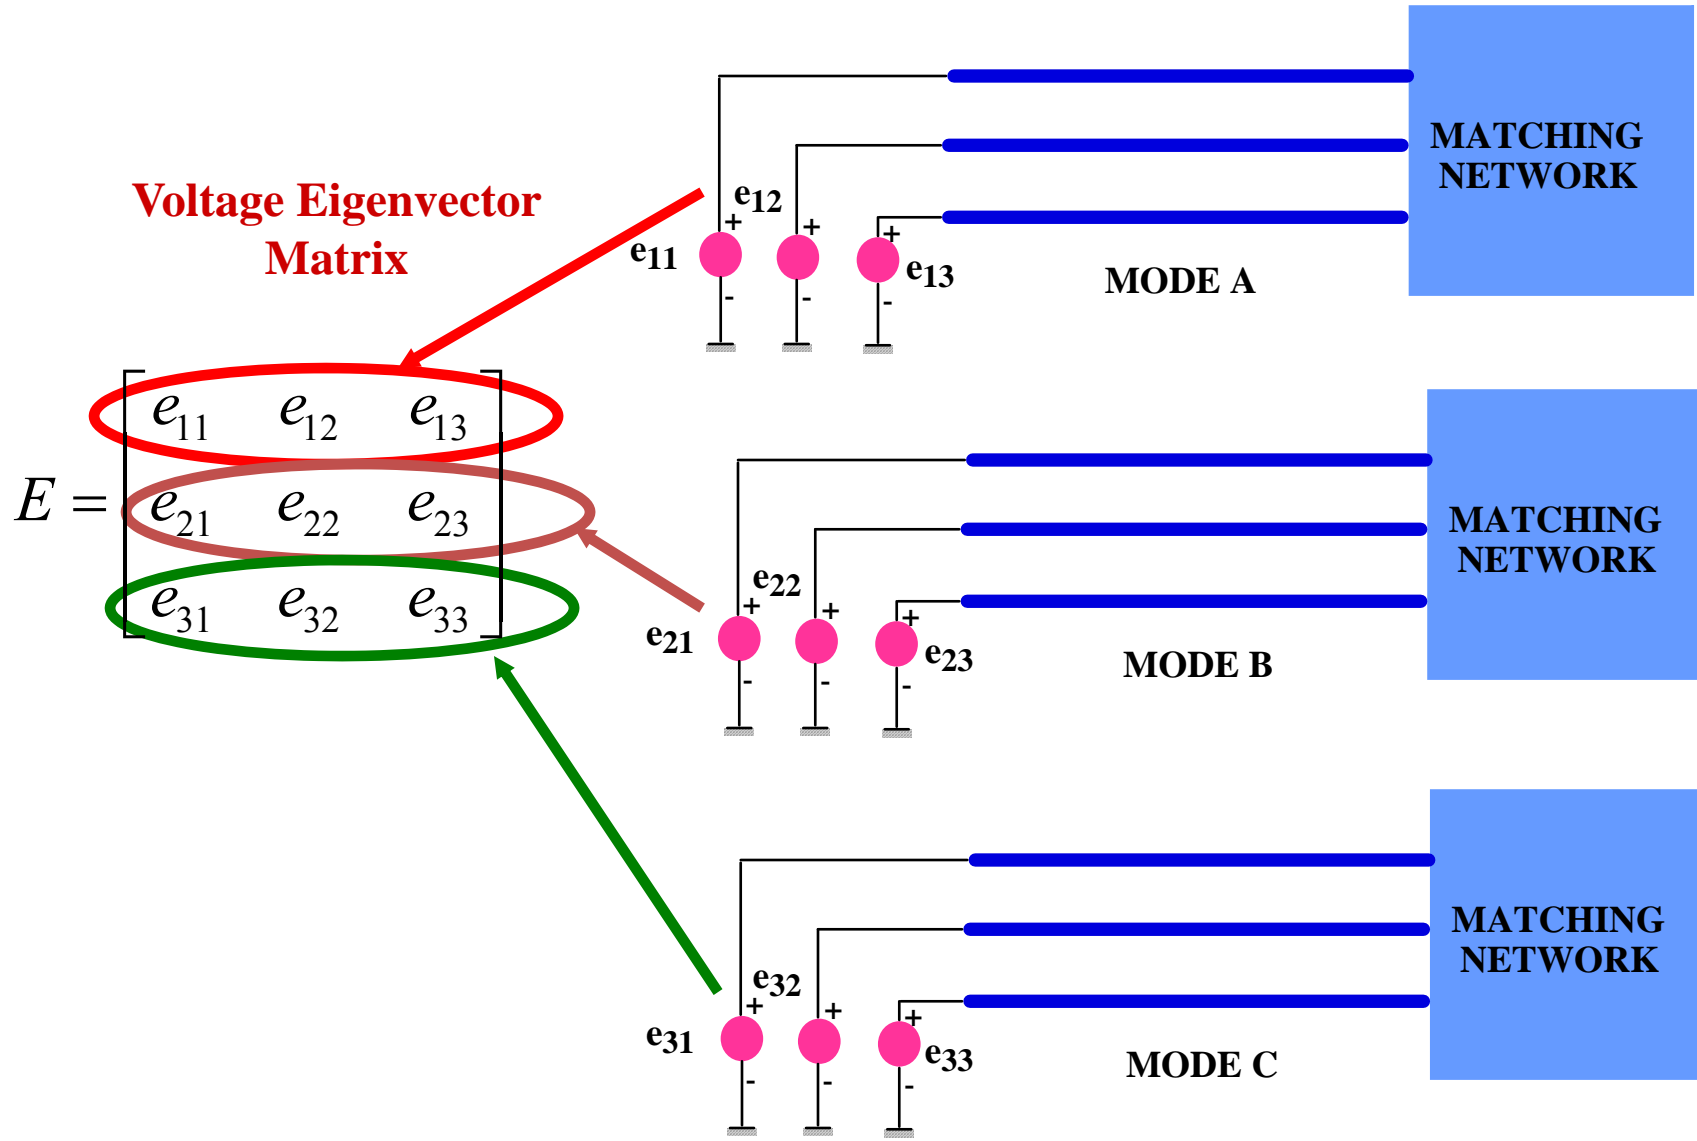 Voltage Eigenvector
Matrix
E =
e11 e12 e13
e21 e22 e23
e31 e32 e33
e11
+
-
e12
+
-
+
e13
-
MODE A
MATCHING
NETWORK
e21
+
-
e22
+
-
+
e23
-
MODE B
MATCHING
NETWORK
e31
+
-
e32
+
-
+
e33
-
MODE C
MATCHING
NETWORK